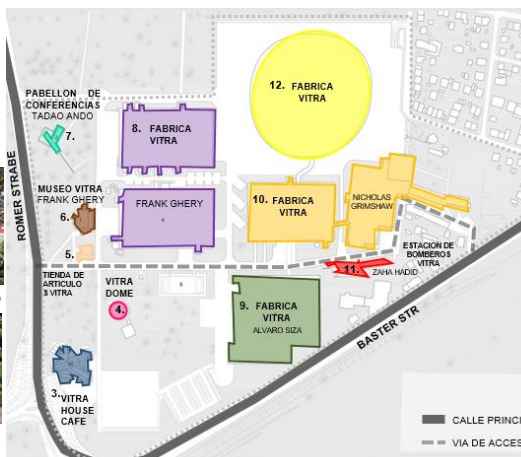 12. FABRICA
VITRA
PABELLON DE
CONFERENCIAS
TADAO ANDO
7.
8. FABRICA
VITRA
MUSEO VITRA
FRANK GHERY
6.
FRANK GHERY
10. FABRICA
VITRA
NICHOLAS
GRIMSHAW
ROMER STRABE
5.
TIENDA DE
ARTICULO
S VITRA
VITRA
DOME
4.
ESTACION DE
BOMBEROS
VITRA
11.
ZAHA HADID
9. FABRICA
VITRA
ALVARO SIZA
BASTER STR
3. VITRA
HOUSE
CAFE
CALLE PRINCI
VIA DE ACCES